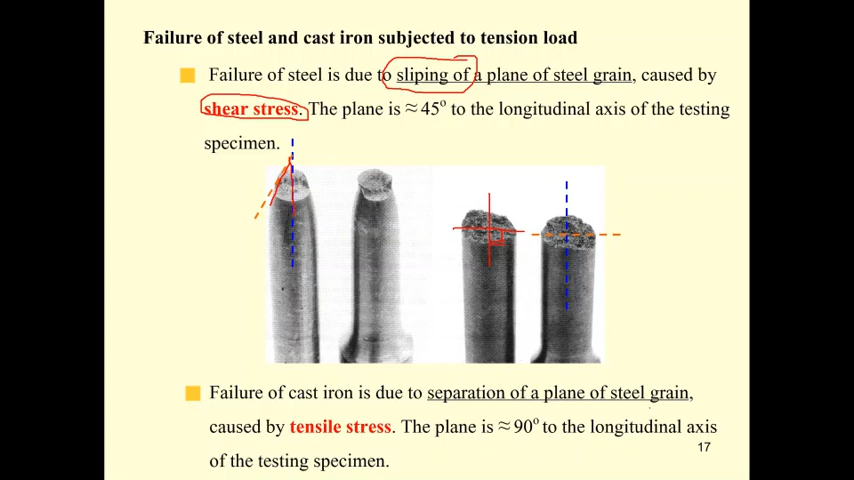 Failure of steel and cast iron subjected to tension load
Failure of steel is due to sliping of a plane of steel grain, caused by
shear stress. The plane is ≈45° to the longitudinal axis of the testing
specimen.
Failure of cast iron is due to separation of a plane of steel grain,
caused by tensile stress. The plane is ≈90° to the longitudinal axis
17
of the testing specimen.